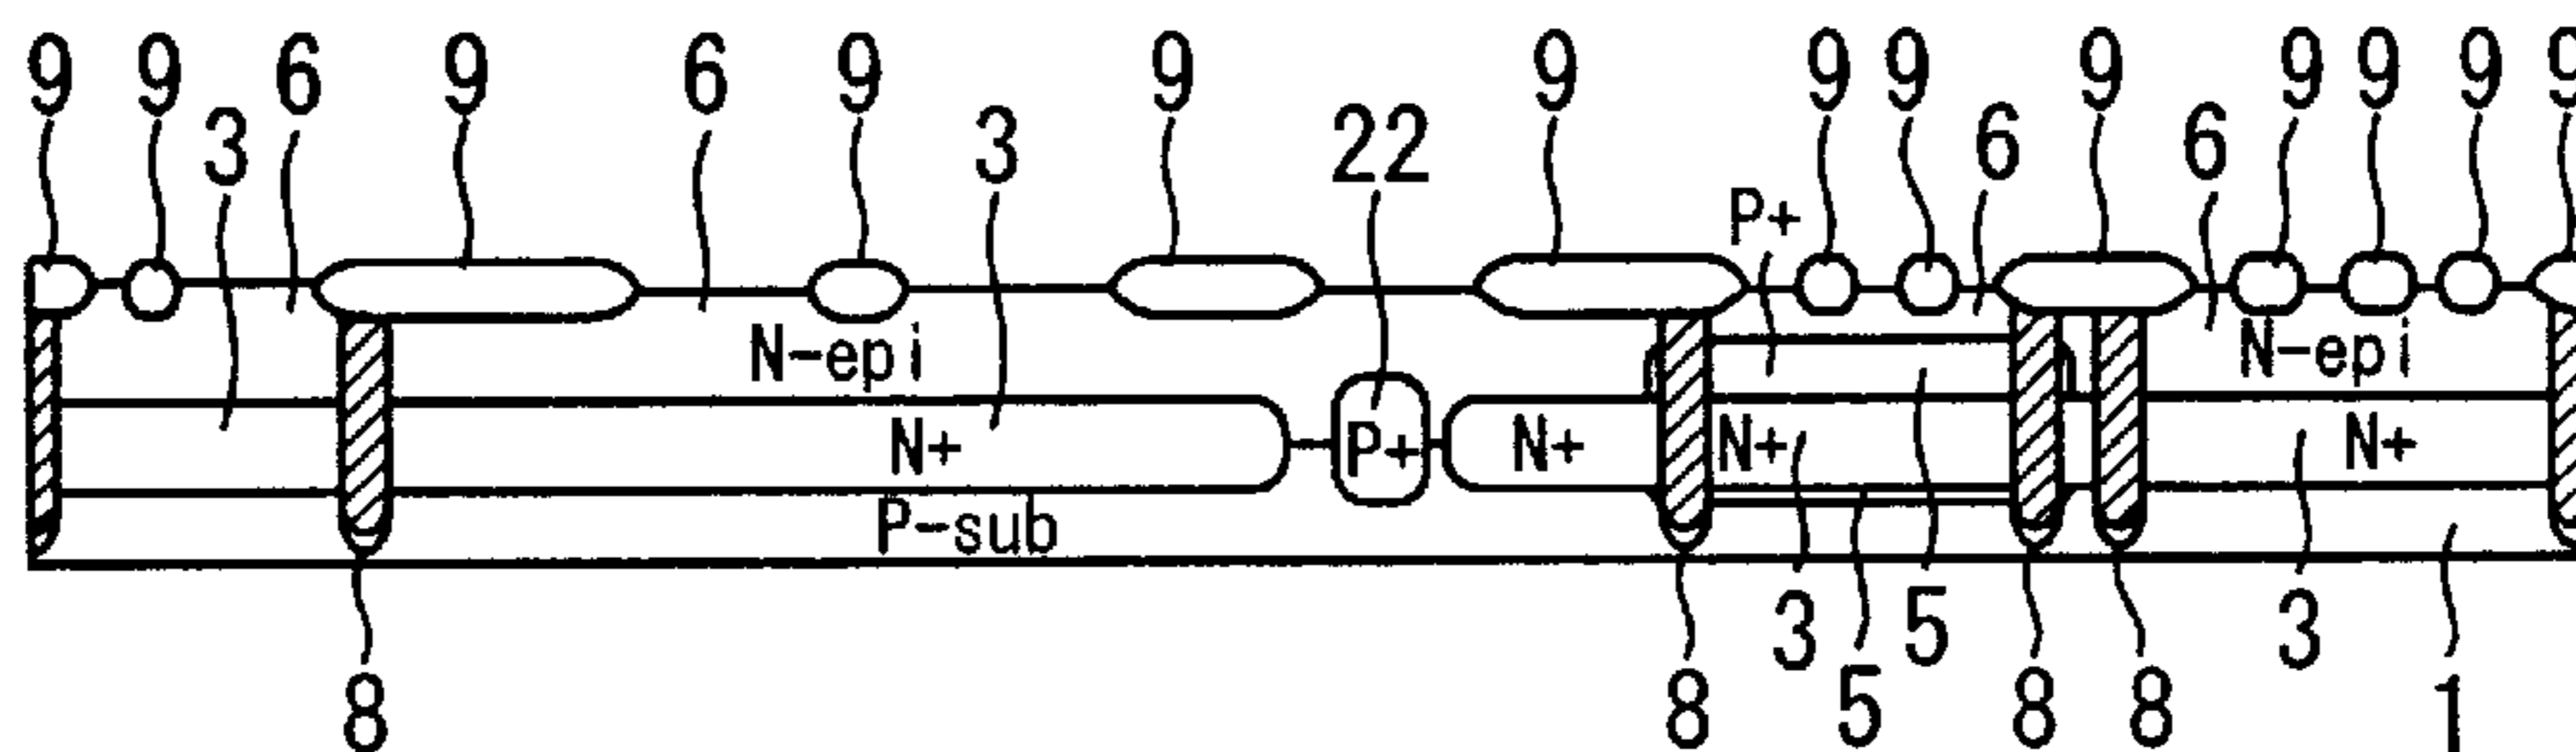 9 9 6 9 6 9 9 9 9 9 9 9 9 9 9
3 3 22 6 6
P+
N-epi N-epi
N+ P+ N+ N+ N+
P-sub
3 5 3
5
8 8 8 8 1